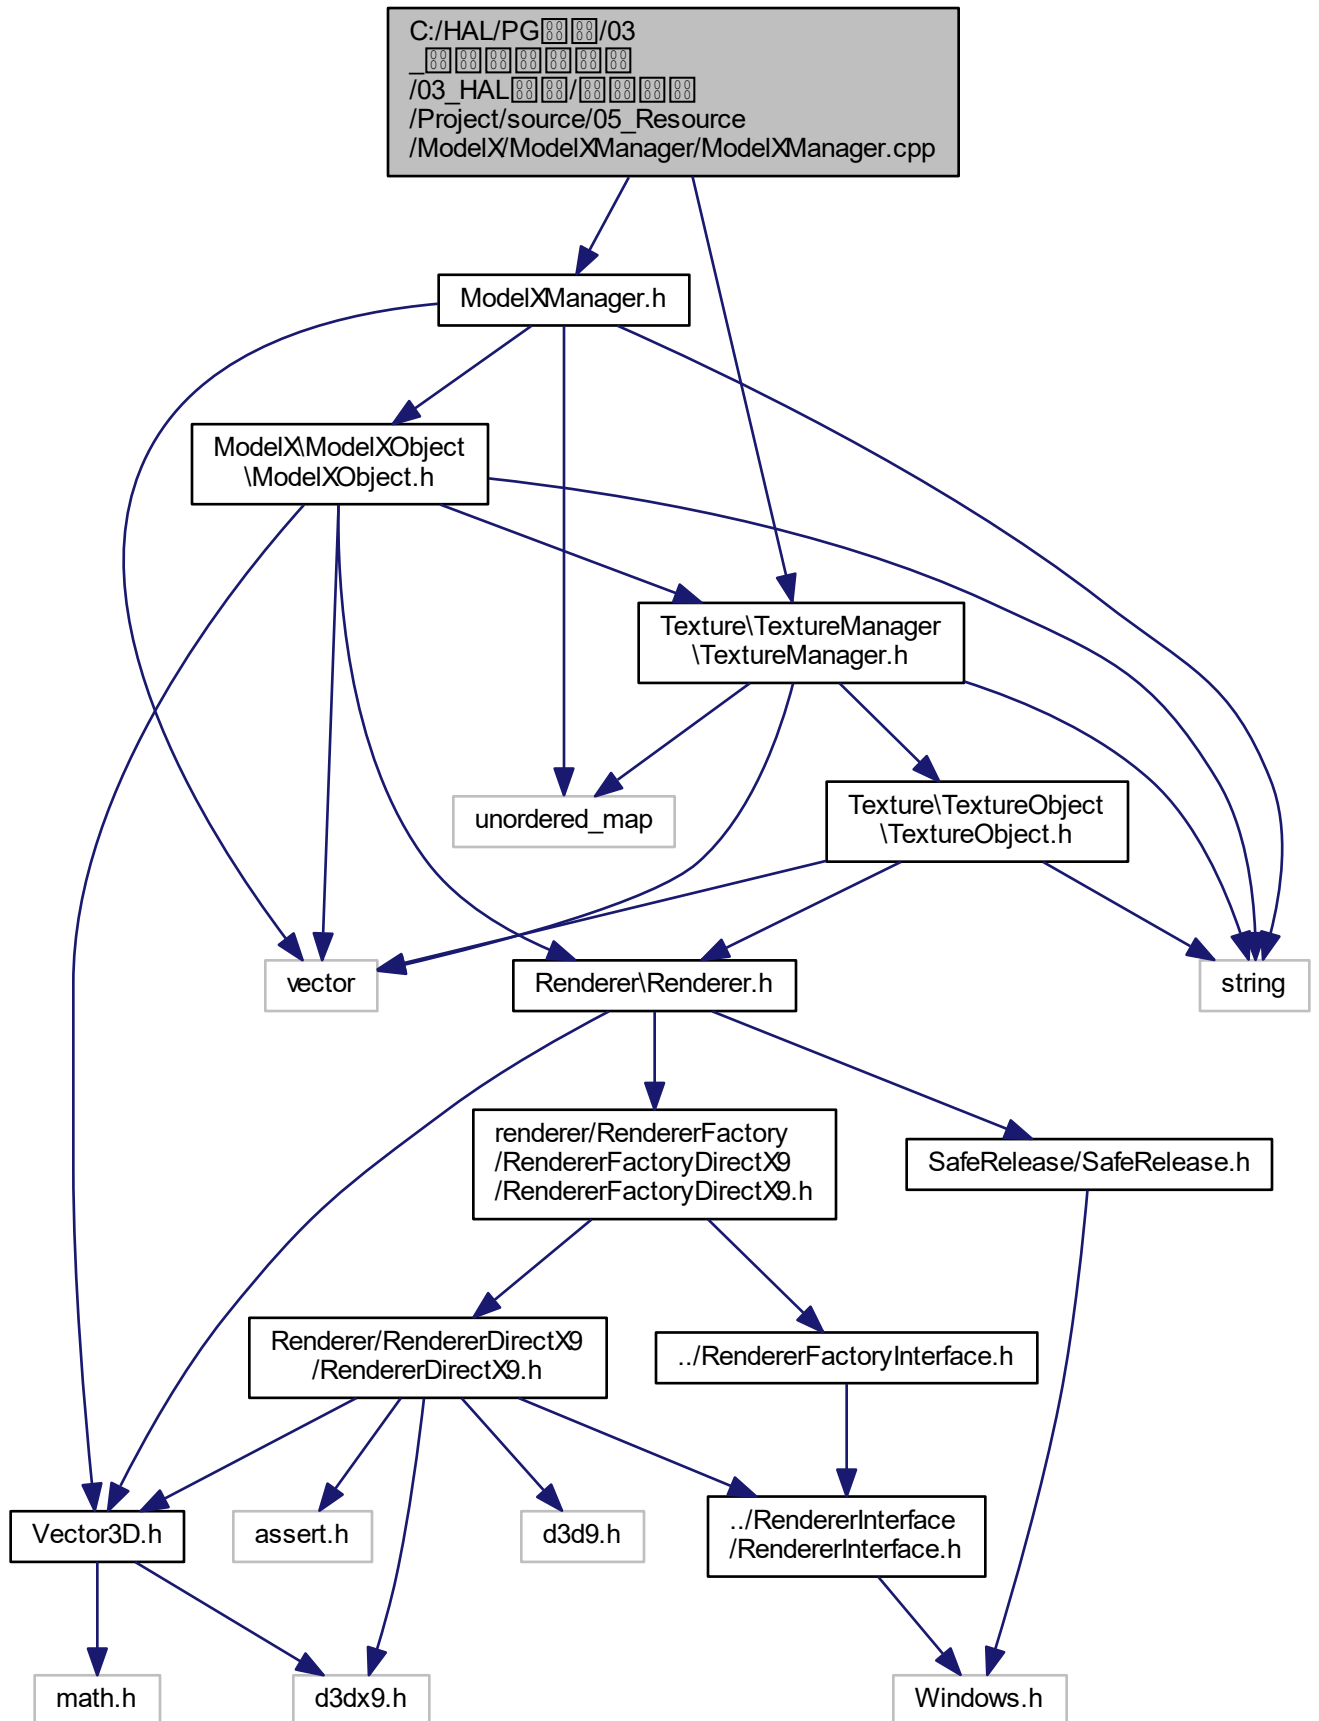 C:/HAL/PG /03
_
/03_HAL /
/Project/source/05_Resource
/ModelX/ModelXManager/ModelXManager.cpp
ModelXManager.h
ModelX\ModelXObject
\ModelXObject.h
Texture\TextureManager
\TextureManager.h
unordered_map
Texture\TextureObject
\TextureObject.h
vector
Renderer\Renderer.h
string
renderer/RendererFactory
/RendererFactoryDirectX9
/RendererFactoryDirectX9.h
SafeRelease/SafeRelease.h
Renderer/RendererDirectX9
/RendererDirectX9.h
../RendererFactoryInterface.h
Vector3D.h
assert.h
d3d9.h
../RendererInterface
/RendererInterface.h
math.h
d3dx9.h
Windows.h